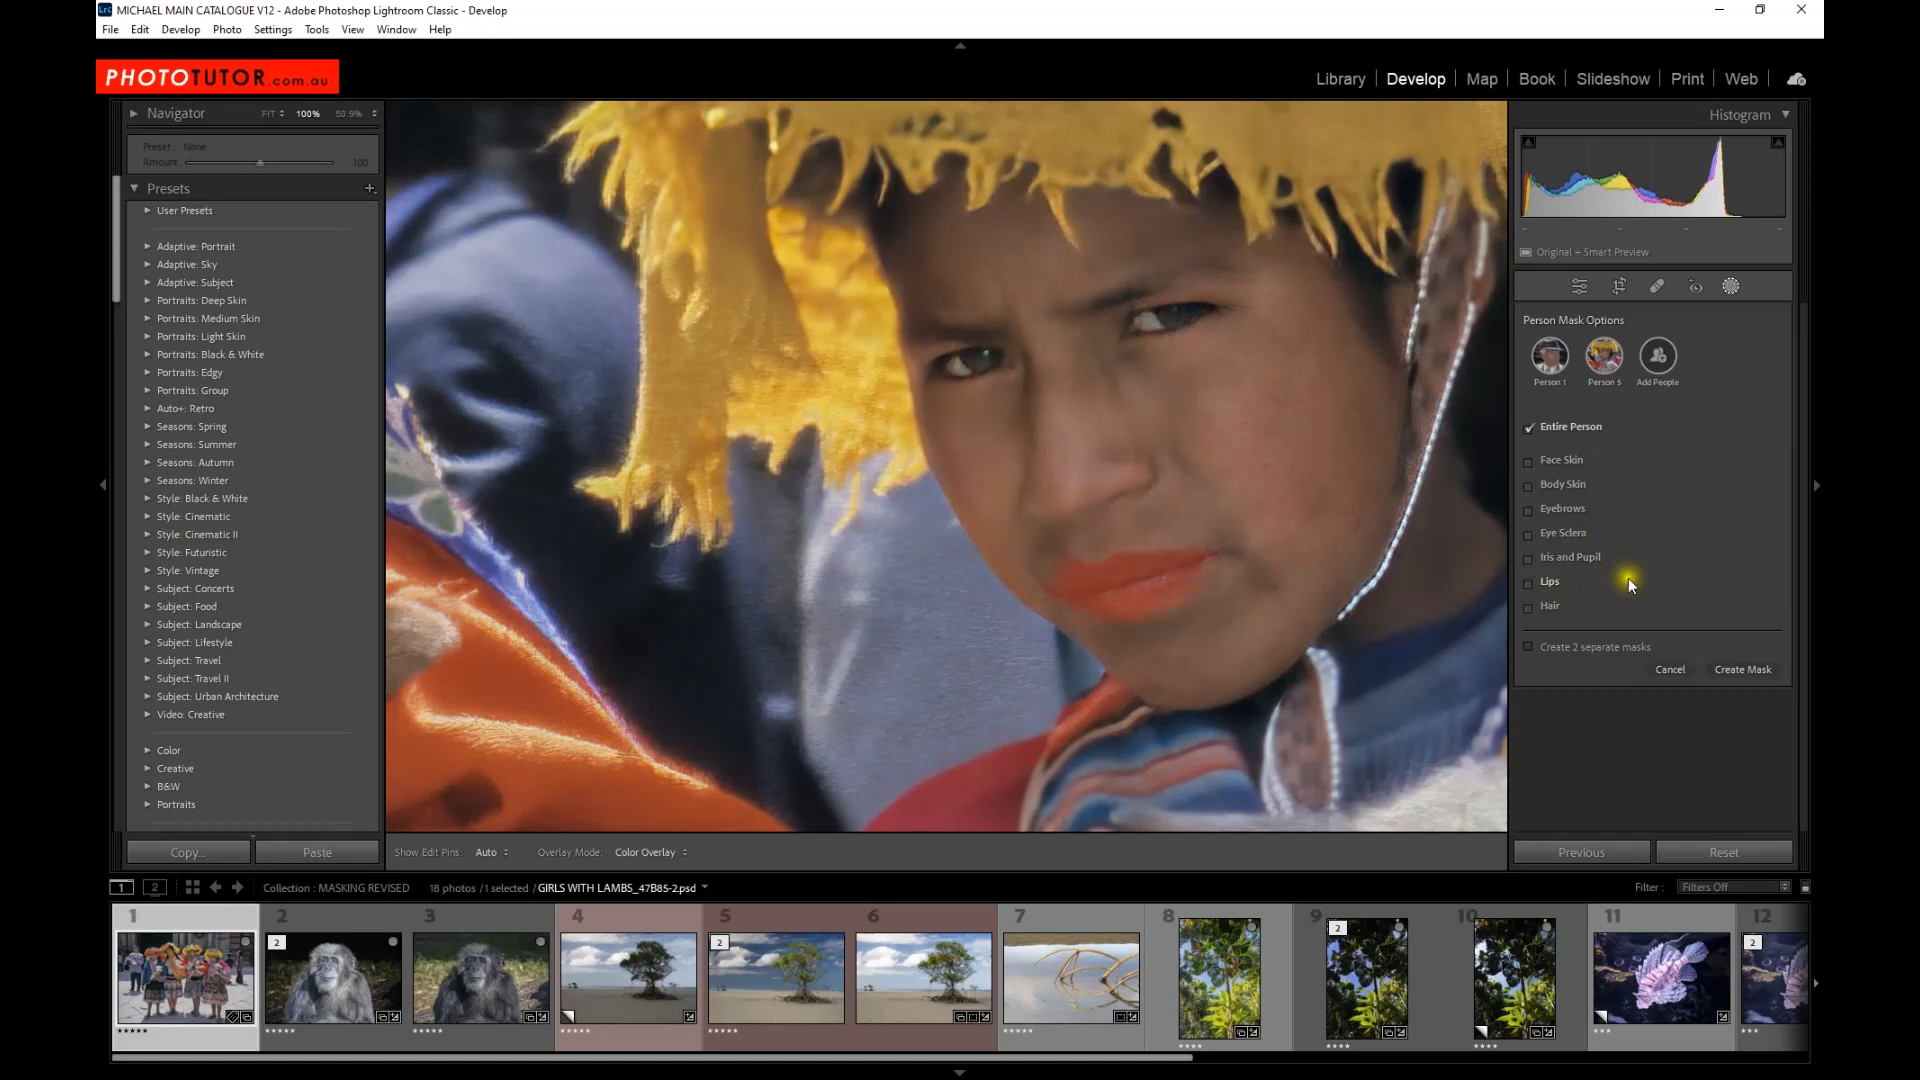 MICHAEL MAIN CATALOGUE V12 - Adobe Photoshop Lightroom Classic - Develop
File Edit Develop Photo Settings Tools View Window Help
PHOTOTUTOR.com.au
Library Develop Map Book Slideshow Print Web
Navigator FIT 100% 50.9%
Histogram
Preset: None
Amount 100
Presets
User Presets
Adaptive: Portrait
Adaptive: Sky
Adaptive: Subject
Portraits: Deep Skin
Portraits: Medium Skin
Portraits: Light Skin
Portraits: Black & White
Portraits: Edgy
Portraits: Group
Auto+: Retro
Seasons: Spring
Seasons: Summer
Seasons: Autumn
Seasons: Winter
Style: Black & White
Style: Cinematic
Style: Cinematic II
Style: Futuristic
Style: Vintage
Subject: Concerts
Subject: Food
Subject: Landscape
Subject: Lifestyle
Subject: Travel
Subject: Travel II
Subject: Urban Architecture
Video: Creative
Color
Creative
B&W
Portraits
Original + Smart Preview
Person Mask Options
Person 1 Person 5 Add People
Entire Person
Face Skin
Body Skin
Eyebrows
Eye Sclera
Iris and Pupil
Lips
Hair
Create 2 separate masks
Cancel Create Mask
Copy... Paste
Show Edit Pins: Auto Overlay Mode: Color Overlay
Previous Reset
1 2 Collection : MASKING REVISED 18 photos / 1 selected / GIRLS WITH LAMBS_47B85-2.psd
Filter : Filters Off
1 2 3 4 5 6 7 8 9 10 11 12
2 2 2 2